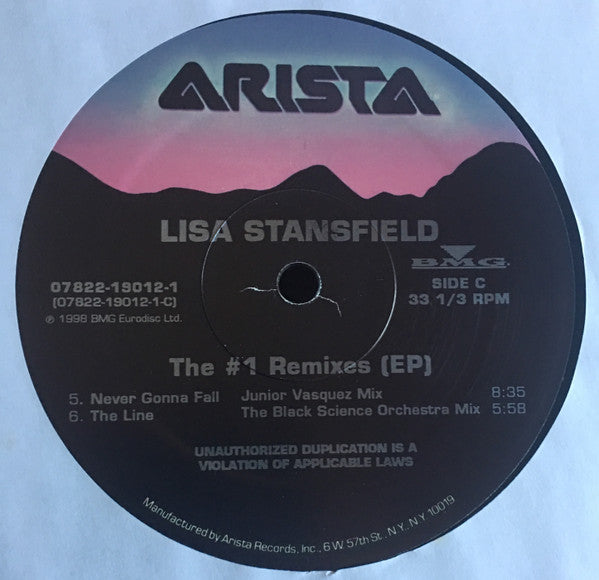 ARISTA
LISA STANSFIELD
07822-19012-1
(07822-19012-1-C)
℗ 1998 BMG Eurodisc Ltd.
BMG
SIDE C
33 1/3 RPM
The #1 Remixes (EP)
5. Never Gonna Fall Junior Vasquez Mix 8:35
6. The Line The Black Science Orchestra Mix 5:58
UNAUTHORIZED DUPLICATION IS A
VIOLATION OF APPLICABLE LAWS
Manufactured by Arista Records, Inc., 6 W 57th St., N.Y., N.Y. 10019